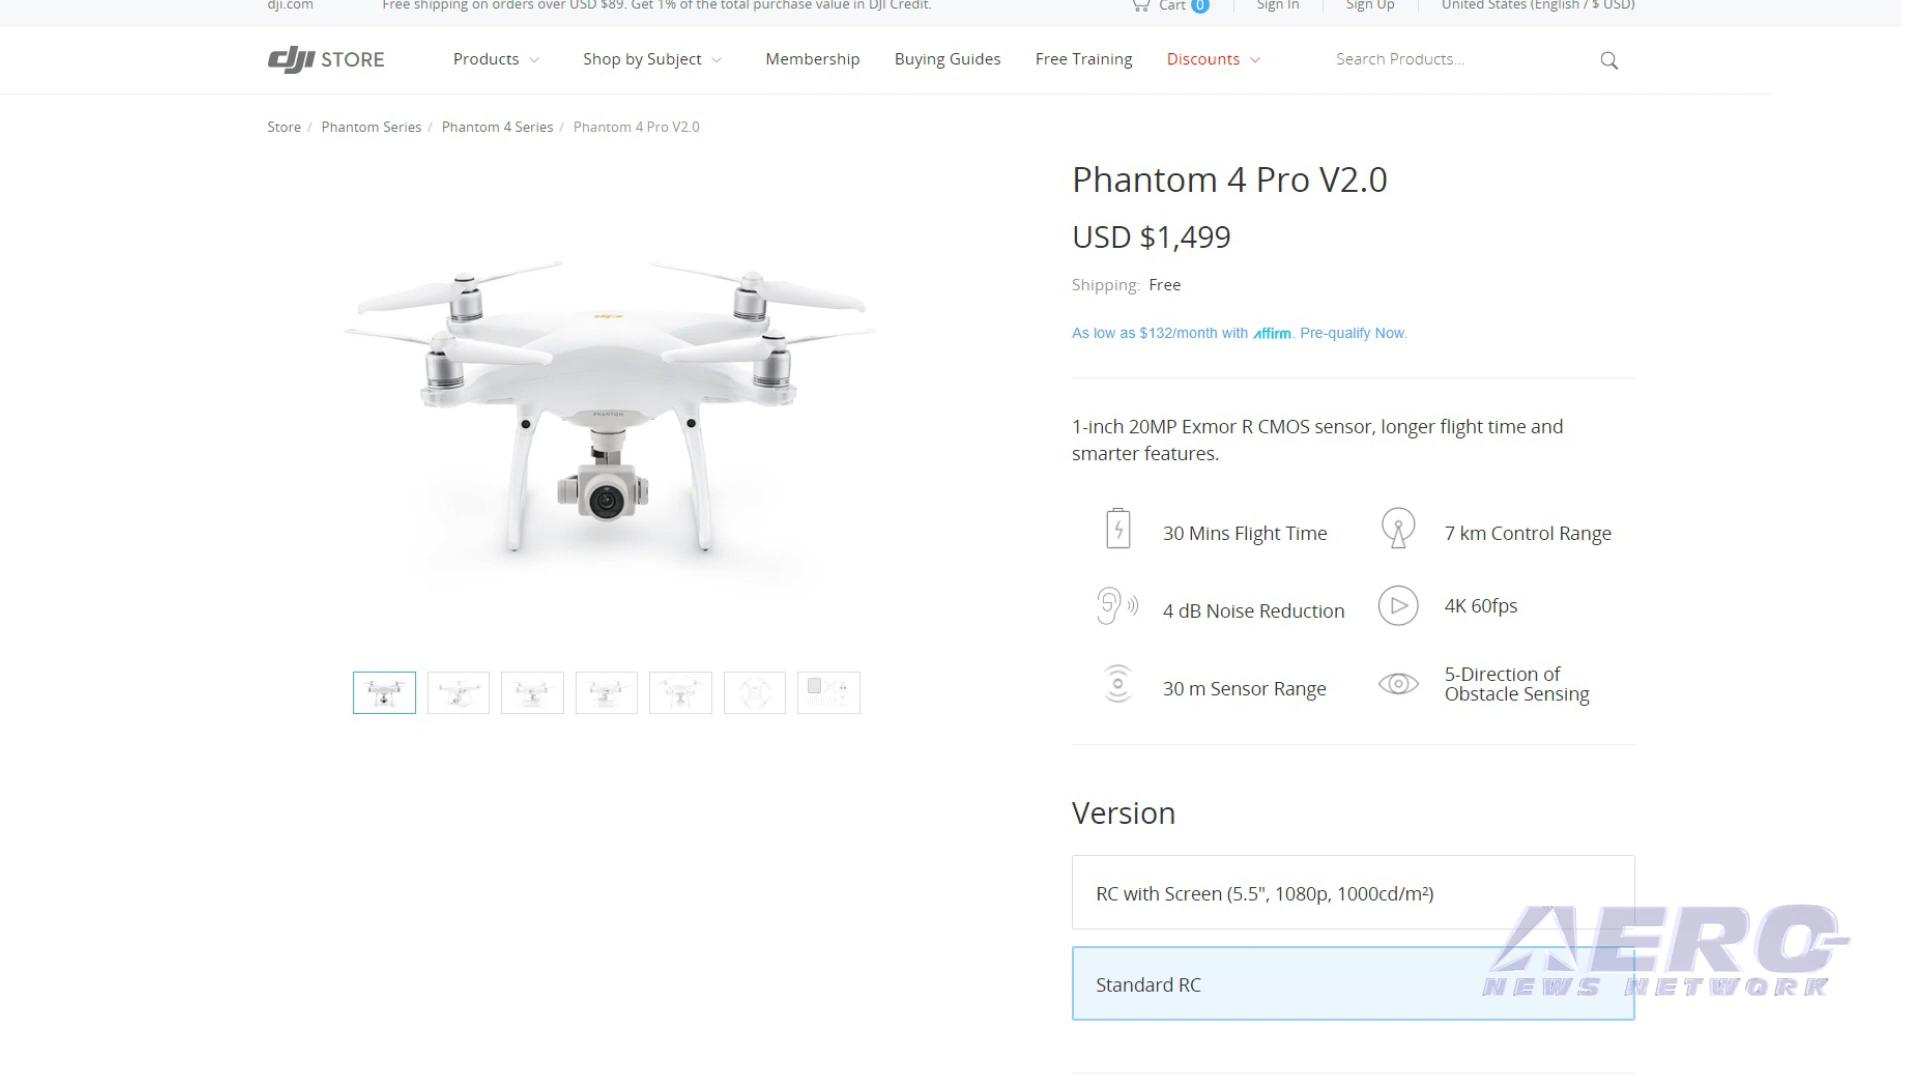 dji.com
Free shipping on orders over USD $89. Get 1% of the total purchase value in DJI Credit.
Cart 0
Sign In
Sign Up
United States (English / $ USD)
dji STORE
Products
Shop by Subject
Membership
Buying Guides
Free Training
Discounts
Search Products...
Store / Phantom Series / Phantom 4 Series / Phantom 4 Pro V2.0
Phantom 4 Pro V2.0
USD $1,499
Shipping: Free
As low as $132/month with affirm. Pre-qualify Now.
dji
PHANTOM
1-inch 20MP Exmor R CMOS sensor, longer flight time and
smarter features.
30 Mins Flight Time
7 km Control Range
4 dB Noise Reduction
4K 60fps
30 m Sensor Range
5-Direction of
Obstacle Sensing
Version
RC with Screen (5.5", 1080p, 1000cd/m²)
Standard RC
AERO
NEWS NETWORK